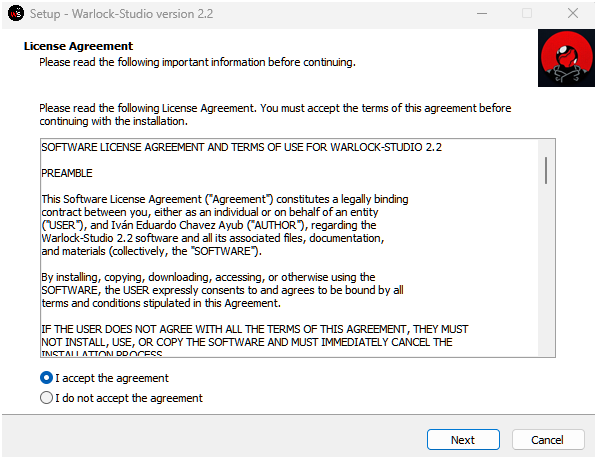 Setup - Warlock-Studio version 2.2
License Agreement
Please read the following important information before continuing.
Please read the following License Agreement. You must accept the terms of this agreement before
continuing with the installation.
SOFTWARE LICENSE AGREEMENT AND TERMS OF USE FOR WARLOCK-STUDIO 2.2
PREAMBLE
This Software License Agreement ("Agreement") constitutes a legally binding
contract between you, either as an individual or on behalf of an entity
("USER"), and Iván Eduardo Chavez Ayub ("AUTHOR"), regarding the
Warlock-Studio 2.2 software and all its associated files, documentation,
and materials (collectively, the "SOFTWARE").
By installing, copying, downloading, accessing, or otherwise using the
SOFTWARE, the USER expressly consents to and agrees to be bound by all
terms and conditions stipulated in this Agreement.
IF THE USER DOES NOT AGREE WITH ALL THE TERMS OF THIS AGREEMENT, THEY MUST
NOT INSTALL, USE, OR COPY THE SOFTWARE AND MUST IMMEDIATELY CANCEL THE
INSTALLATION PROCESS
I accept the agreement
I do not accept the agreement
Next
Cancel